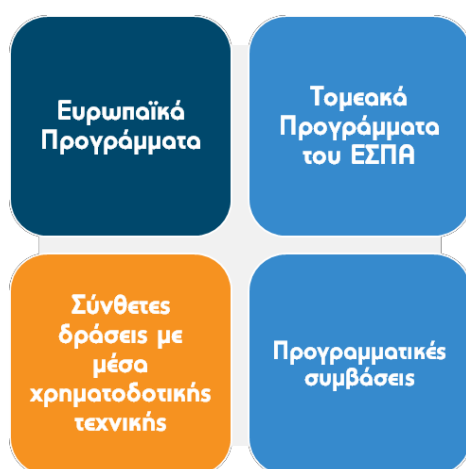 Ευρωπαϊκά
Προγράμματα
Τομεακά
Προγράμματα
του ΕΣΠΑ
Σύνθετες
δράσεις με
μέσα
χρηματοδοτικής
τεχνικής
Προγραμματικές
συμβάσεις